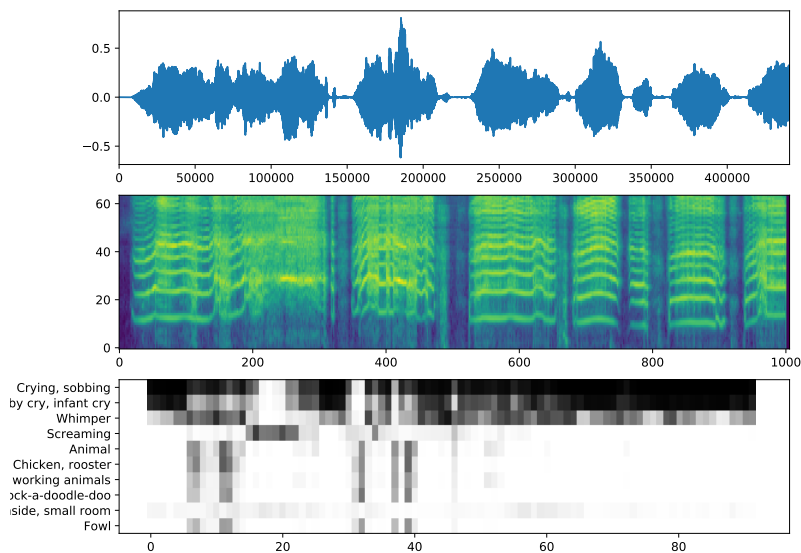 0.5
0.0
−0.5
0 50000 100000 150000 200000 250000 300000 350000 400000
60
40
20
0
0 200 400 600 800 1000
Crying, sobbing
by cry, infant cry
Whimper
Screaming
Animal
Chicken, rooster
working animals
ock-a-doodle-doo
nside, small room
Fowl
0 20 40 60 80